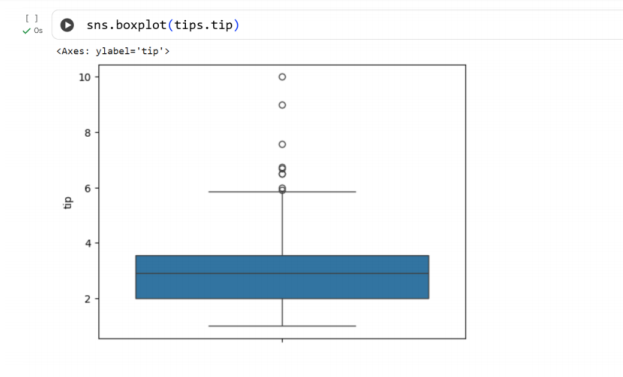 [ ]
0s
sns.boxplot(tips.tip)
<Axes: ylabel='tip'>
10
8
6
tip
4
2